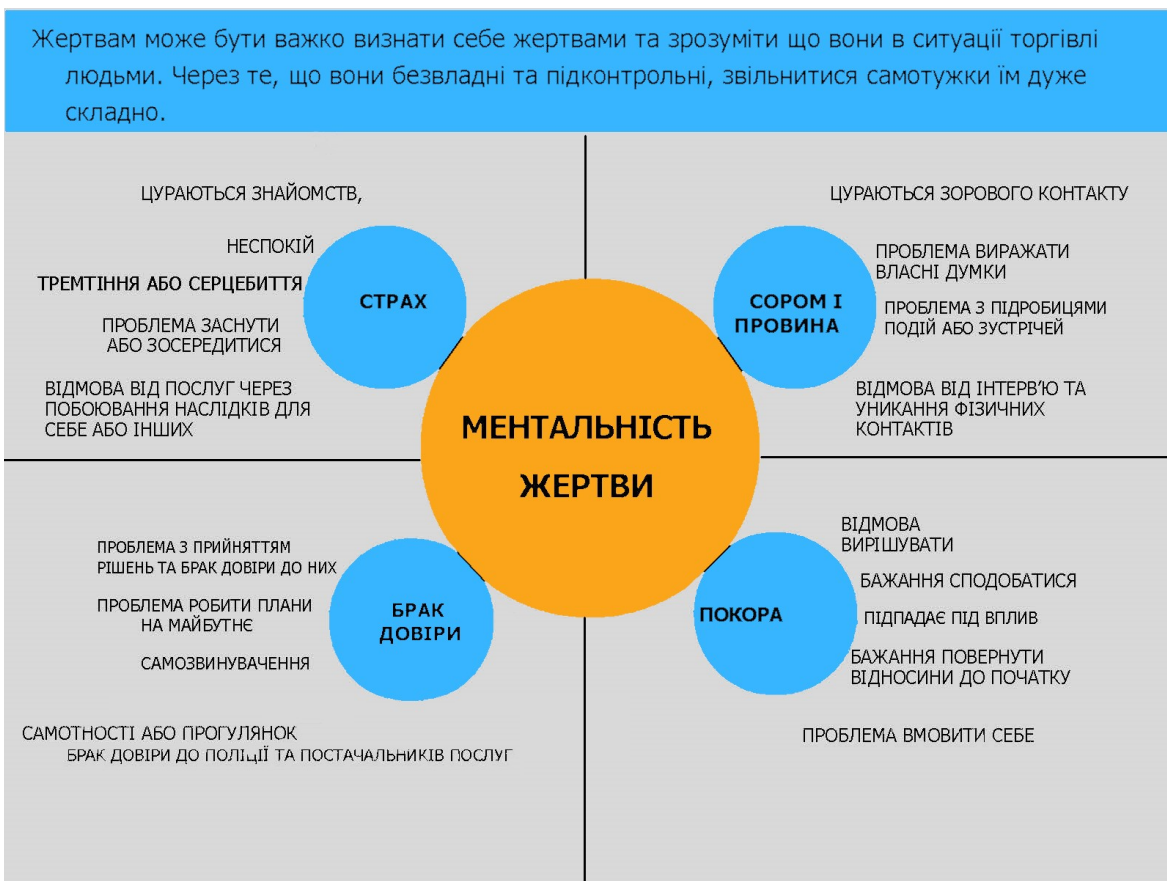 Жертвам може бути важко визнати себе жертвами та зрозуміти що вони в ситуації торгівлі
людьми. Через те, що вони безвладні та підконтрольні, звільнитися самотужки їм дуже
складно.
ЦУРАЮТЬСЯ ЗНАЙОМСТВ,
НЕСПОКІЙ
ТРЕМТІННЯ АБО СЕРЦЕБИТТЯ
ПРОБЛЕМА ЗАСНУТИ
АБО ЗОСЕРЕДИТИСЯ
ВІДМОВА ВІД ПОСЛУГ ЧЕРЕЗ
ПОБОЮВАННЯ НАСЛІДКІВ ДЛЯ
СЕБЕ АБО ІНШИХ
СТРАХ
ЦУРАЮТЬСЯ ЗОРОВОГО КОНТАКТУ
СОРОМ І
ПРОВИНА
ПРОБЛЕМА ВИРАЖАТИ
ВЛАСНІ ДУМКИ
ПРОБЛЕМА З ПІДРОБИЦЯМИ
ПОДІЙ АБО ЗУСТРІЧЕЙ
ВІДМОВА ВІД ІНТЕРВ'Ю ТА
УНИКАННЯ ФІЗИЧНИХ
КОНТАКТІВ
МЕНТАЛЬНІСТЬ
ЖЕРТВИ
ПРОБЛЕМА З ПРИЙНЯТТЯМ
РІШЕНЬ ТА БРАК ДОВІРИ ДО НИХ
ПРОБЛЕМА РОБИТИ ПЛАНИ
НА МАЙБУТНЄ
САМОЗВИНУВАЧЕННЯ
БРАК
ДОВІРИ
САМОТНОСТІ АБО ПРОГУЛЯНОК
БРАК ДОВІРИ ДО ПОЛІЦІЇ ТА ПОСТАЧАЛЬНИКІВ ПОСЛУГ
ПОКОРА
ВІДМОВА
ВИРІШУВАТИ
БАЖАННЯ СПОДОБАТИСЯ
ПІДПАДАЄ ПІД ВПЛИВ
БАЖАННЯ ПОВЕРНУТИ
ВІДНОСИНИ ДО ПОЧАТКУ
ПРОБЛЕМА ВМОВИТИ СЕБЕ